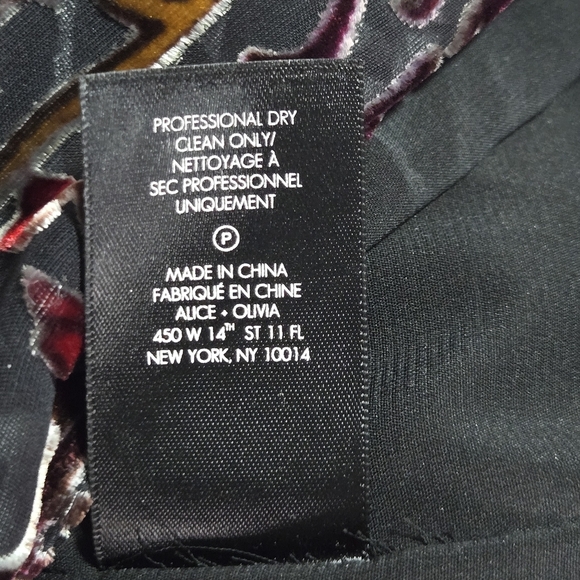 PROFESSIONAL DRY
CLEAN ONLY/
NETTOYAGE À
SEC PROFESSIONNEL
UNIQUEMENT
P
MADE IN CHINA
FABRIQUÉ EN CHINE
ALICE + OLIVIA
450 W 14TH ST 11 FL
NEW YORK, NY 10014